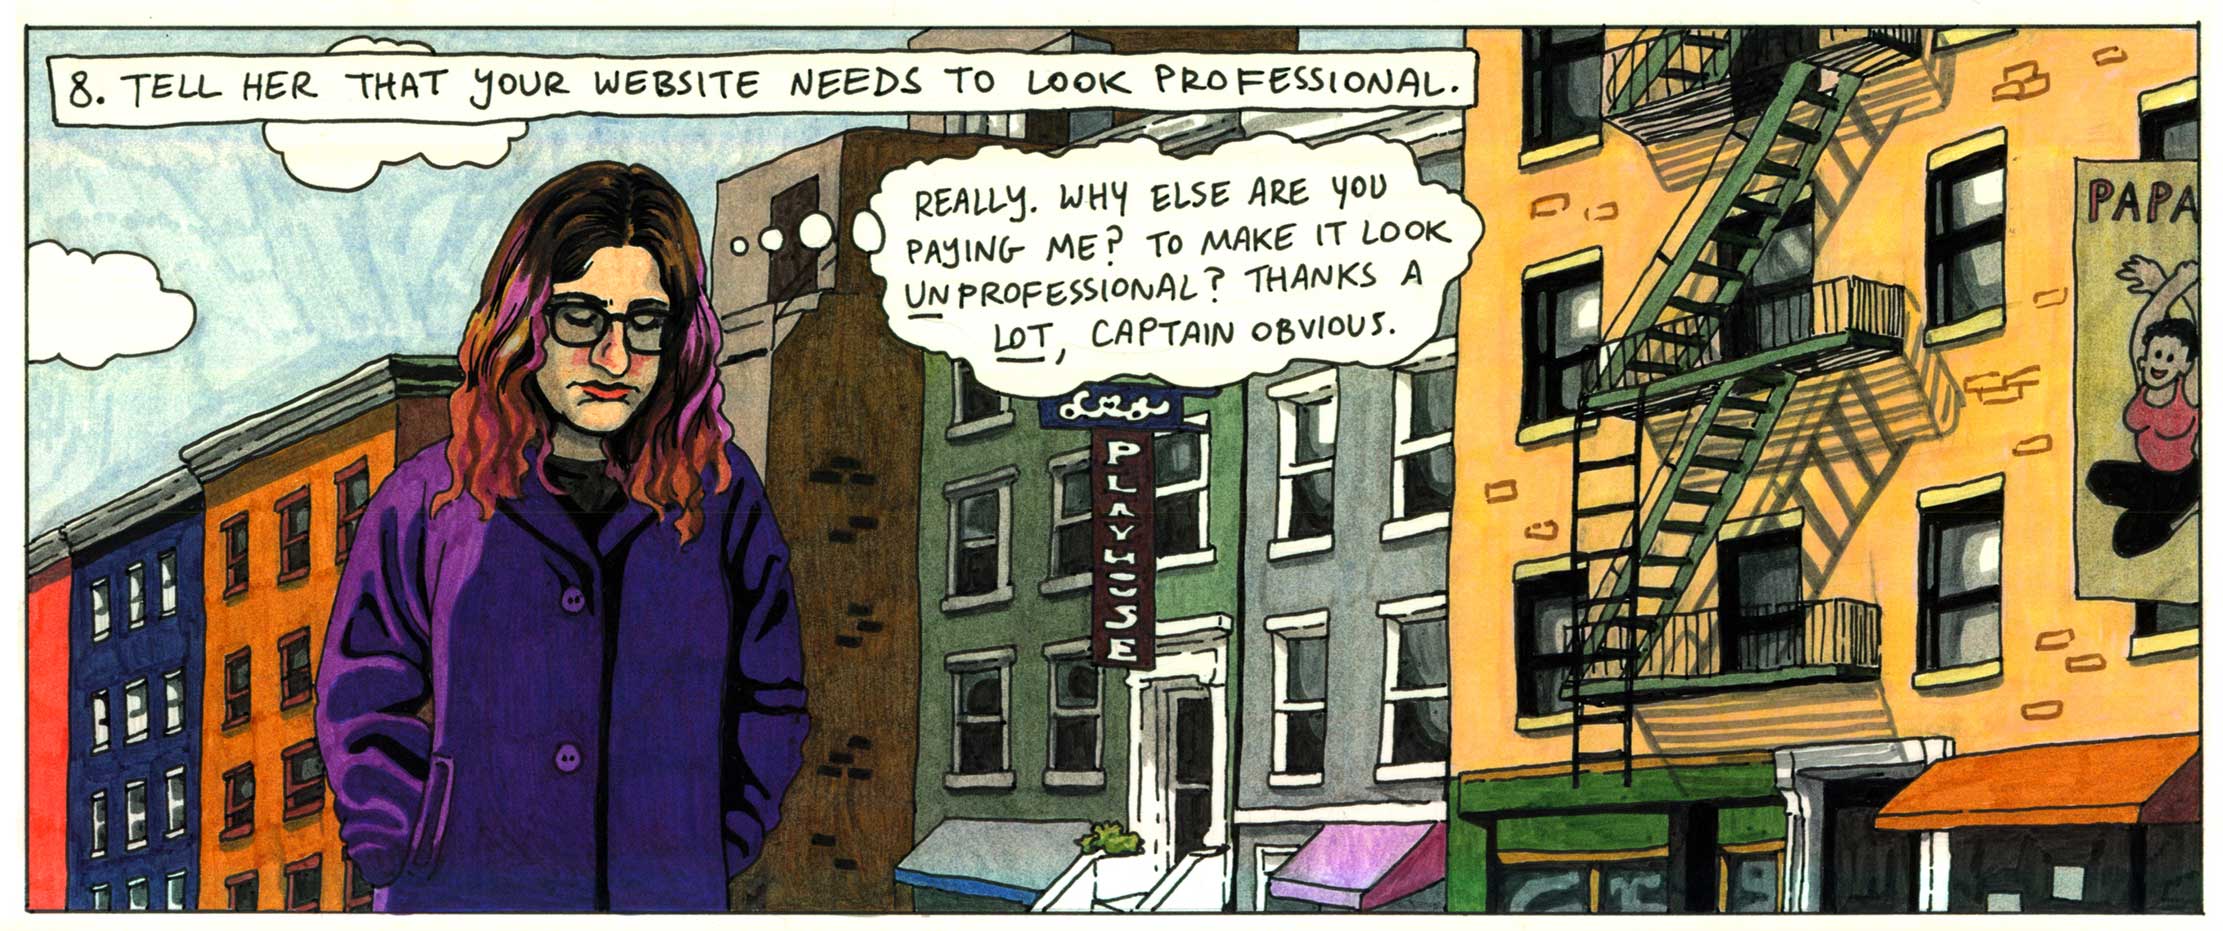 8. TELL HER THAT YOUR WEBSITE NEEDS TO LOOK PROFESSIONAL.
REALLY. WHY ELSE ARE YOU
PAYING ME? TO MAKE IT LOOK
UNPROFESSIONAL? THANKS A
LOT, CAPTAIN OBVIOUS.
PLAYHOUSE
PAPA